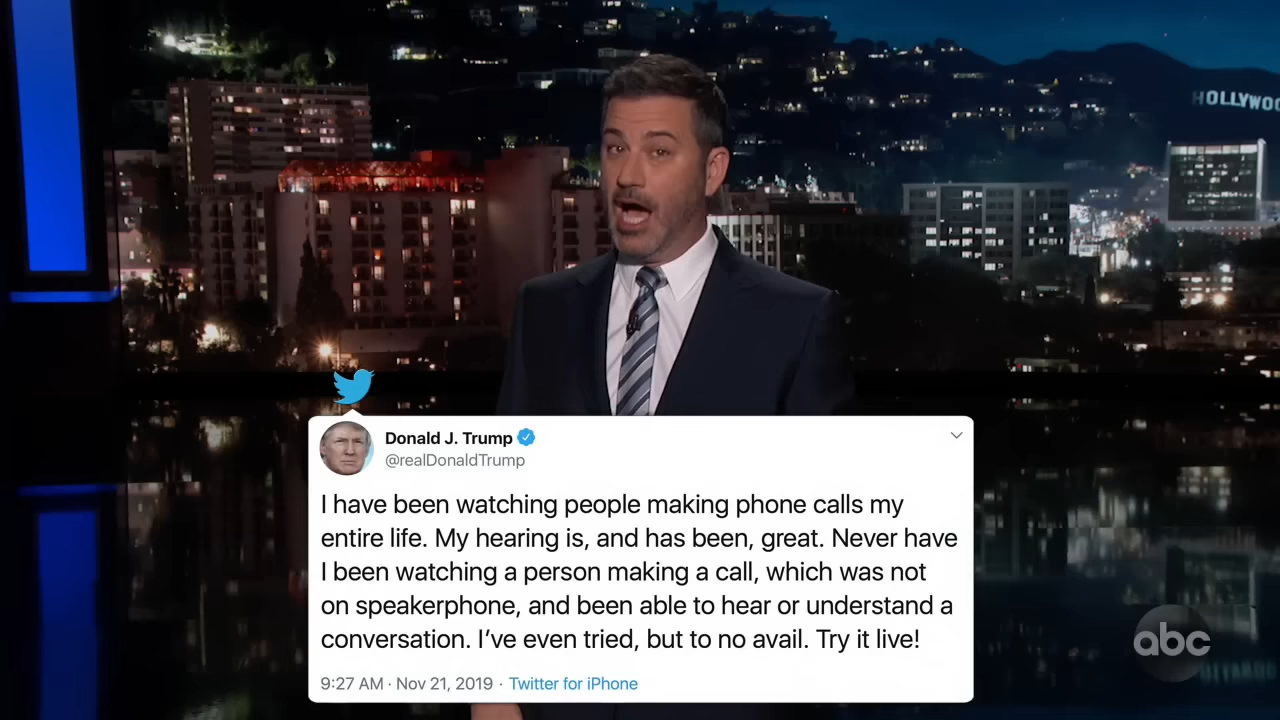 HOLLYWOO
Donald J. Trump
@realDonaldTrump
I have been watching people making phone calls my
entire life. My hearing is, and has been, great. Never have
I been watching a person making a call, which was not
on speakerphone, and been able to hear or understand a
conversation. I’ve even tried, but to no avail. Try it live!
9:27 AM · Nov 21, 2019 · Twitter for iPhone
abc